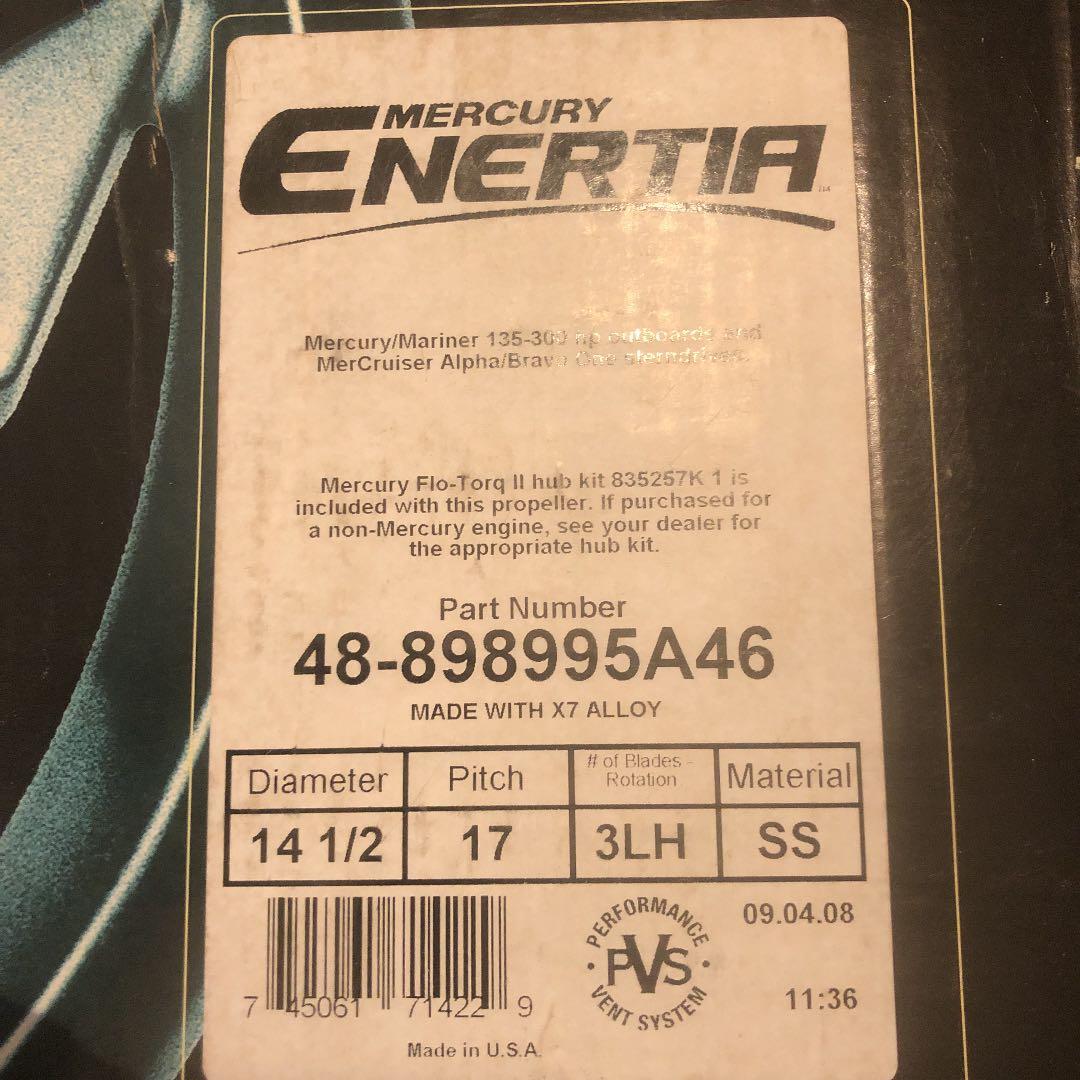 MERCURY
ENERTIA
Mercury/Mariner 135-300 hp outboards and
MerCruiser Alpha/Bravo One sterndrives.
Mercury Flo-Torq II hub kit 835257K 1 is
included with this propeller. If purchased for
a non-Mercury engine, see your dealer for
the appropriate hub kit.
Part Number
48-898995A46
MADE WITH X7 ALLOY
Diameter Pitch # of Blades - Material
Rotation
14 1/2 17 3LH SS
PERFORMANCE
PVS
VENT SYSTEM
09.04.08
11:36
7 45061 71422 9
Made in U.S.A.